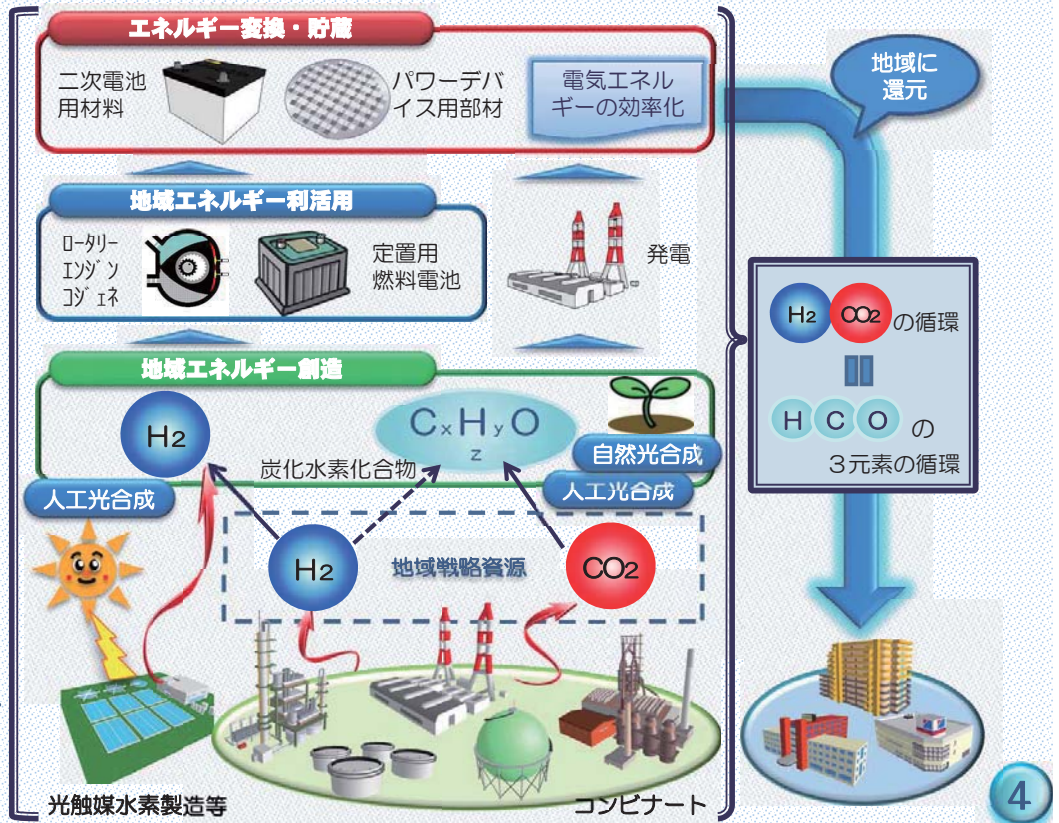 エネルギー変換・貯蔵
二次電池
用材料
パワーデバ
イス用部材
電気エネル
ギーの効率化
地域に
還元
地域エネルギー利活用
ﾛｰﾀﾘｰ
ｴﾝｼﾞﾝ
ｺｼﾞｪﾈ
定置用
燃料電池
発電
H2 CO2 の循環
H C O の
３元素の循環
地域エネルギー創造
H2
CxHyO
z
自然光合成
炭化水素化合物
人工光合成
人工光合成
H2
地域戦略資源
CO2
光触媒水素製造等
コンビナート
4